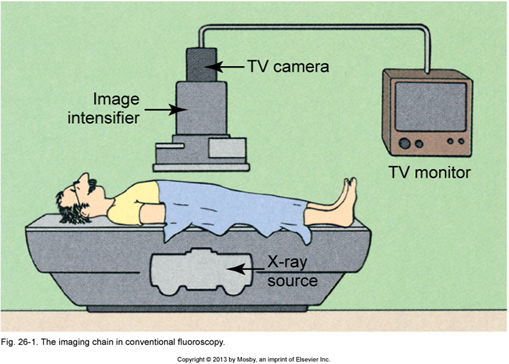 TV camera
Image
intensifier
TV monitor
X-ray
source
Fig. 26-1. The imaging chain in conventional fluoroscopy.
Copyright © 2013 by Mosby, an imprint of Elsevier Inc.